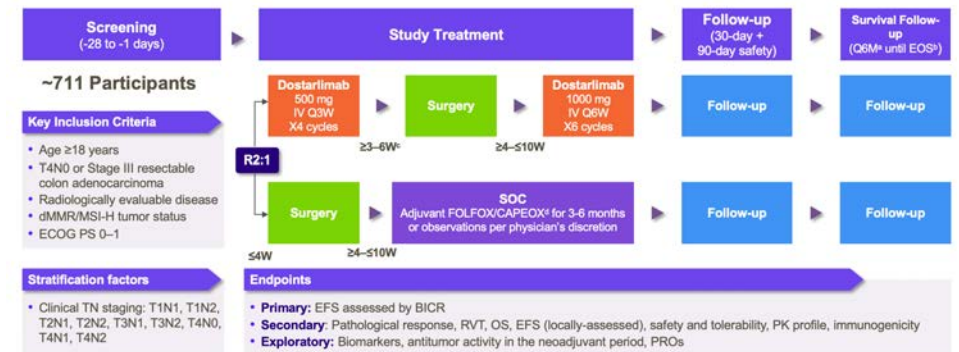 Screening
(-28 to -1 days)
Study Treatment
Follow-up
(30-day +
90-day safety)
Survival Follow-
up
(Q6Mᵃ until EOSᵇ)
~711 Participants
Key Inclusion Criteria
• Age ≥18 years
• T4N0 or Stage III resectable
colon adenocarcinoma
• Radiologically evaluable disease
• dMMR/MSI-H tumor status
• ECOG PS 0–1
R2:1
Dostarlimab
500 mg
IV Q3W
X4 cycles
≥3–6Wᶜ
Surgery
≥4–≤10W
Dostarlimab
1000 mg
IV Q6W
X6 cycles
Follow-up
Follow-up
≤4W
Surgery
≥4–≤10W
SOC
Adjuvant FOLFOX/CAPEOXᵈ for 3-6 months
or observations per physician's discretion
Follow-up
Follow-up
Stratification factors
• Clinical TN staging: T1N1, T1N2,
T2N1, T2N2, T3N1, T3N2, T4N0,
T4N1, T4N2
Endpoints
• Primary: EFS assessed by BICR
• Secondary: Pathological response, RVT, OS, EFS (locally-assessed), safety and tolerability, PK profile, immunogenicity
• Exploratory: Biomarkers, antitumor activity in the neoadjuvant period, PROs